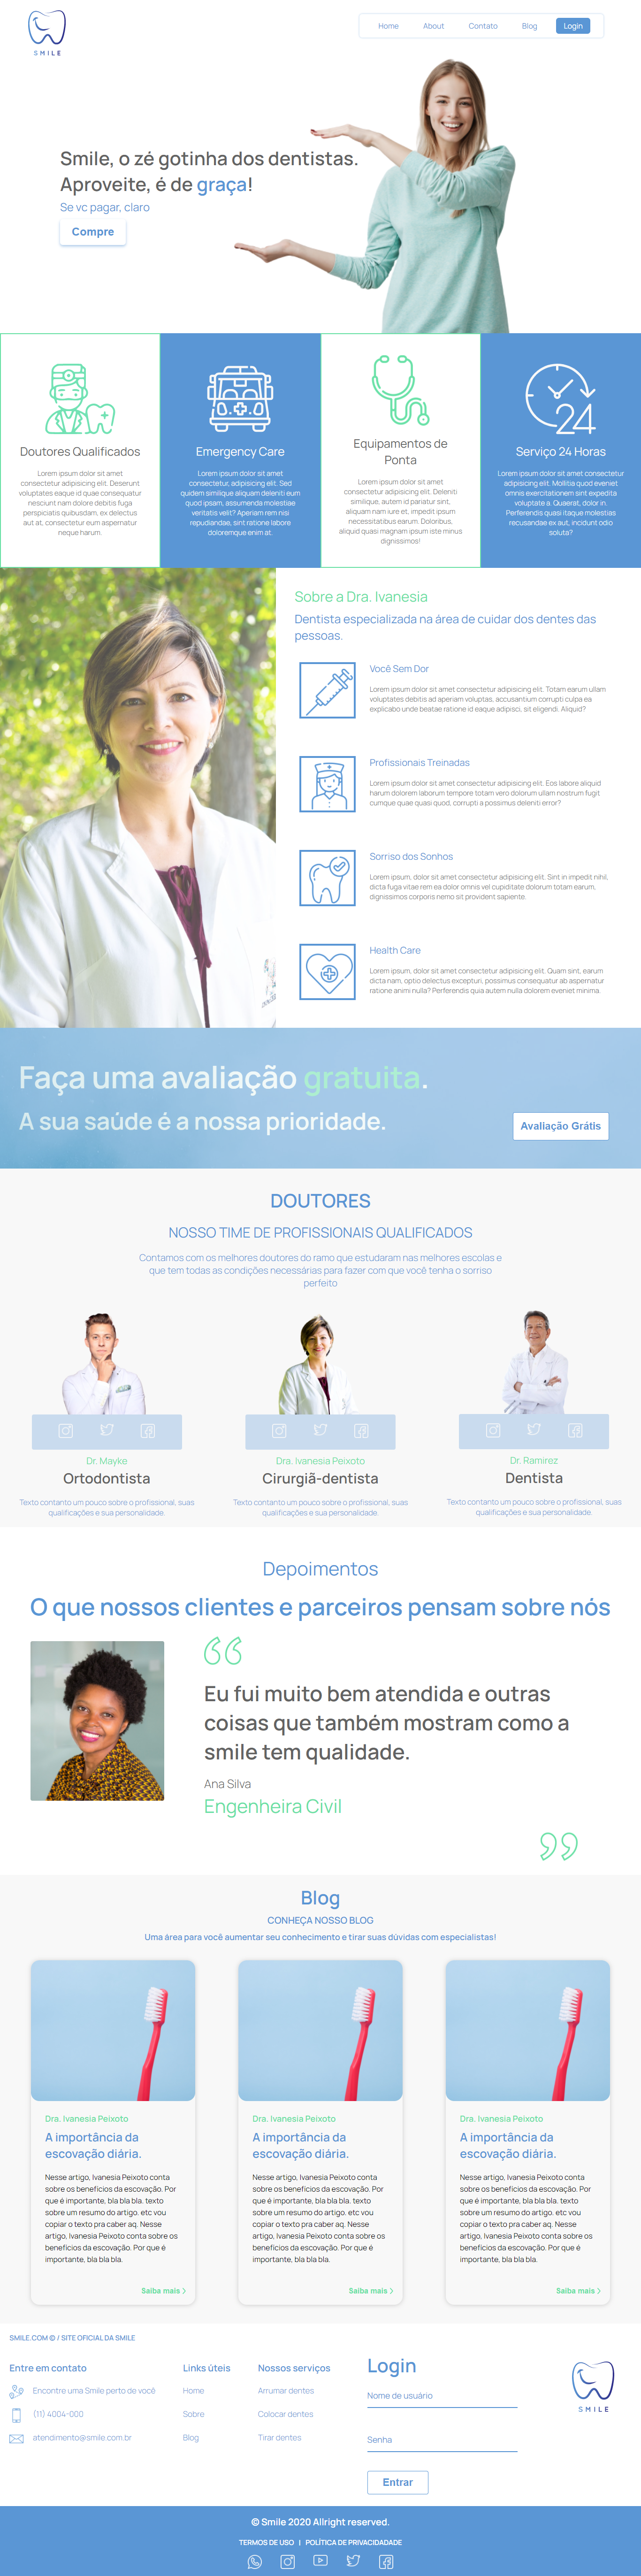 SMILE
Home About Contato Blog Login
Smile, o zé gotinha dos dentistas.
Aproveite, é de graça!
Se vc pagar, claro
Compre
Doutores Qualificados
Lorem ipsum dolor sit amet
consectetur adipisicing elit. Deserunt
voluptates eaque id quae consequatur
nesciunt nam dolore debitis fuga
perspiciatis quibusdam, ex delectus
aut at, consectetur eum aspernatur
neque harum.
Emergency Care
Lorem ipsum dolor sit amet
consectetur, adipisicing elit. Sed
quidem similique aliquam deleniti eum
quod ipsam, assumenda molestiae
veritatis velit? Aperiam rem nisi
repudiandae, sint ratione labore
doloremque enim at.
Equipamentos de
Ponta
Lorem ipsum dolor sit amet
consectetur adipisicing elit. Deleniti
similique, autem id pariatur sint,
aliquam nam iure et, impedit ipsum
necessitatibus earum. Doloribus,
aliquid quasi magnam ipsum iste minus
dignissimos!
24
Serviço 24 Horas
Lorem ipsum dolor sit amet consectetur
adipisicing elit. Mollitia quod eveniet
omnis exercitationem sint expedita
voluptate a. Quaerat, dolor in.
Perferendis quasi itaque molestias
recusandae ex aut, incidunt odio
soluta?
Sobre a Dra. Ivanesia
Dentista especializada na área de cuidar dos dentes das
pessoas.
Você Sem Dor
Lorem ipsum dolor sit amet consectetur adipisicing elit. Totam earum ullam
voluptates debitis ad aperiam voluptas, accusantium corrupti culpa ea
explicabo unde beatae ratione id eaque adipisci, sit eligendi. Aliquid?
Profissionais Treinadas
Lorem ipsum dolor sit amet consectetur adipisicing elit. Eos labore aliquid
harum dolorem laborum tempore totam vero dolorum ullam nostrum fugit
cumque quae quasi quod, corrupti a possimus deleniti error?
Sorriso dos Sonhos
Lorem ipsum, dolor sit amet consectetur adipisicing elit. Sint in impedit nihil,
dicta fuga vitae rem ea dolor omnis vel cupiditate dolorum totam earum,
dignissimos corporis nemo sit provident sapiente.
Health Care
Lorem ipsum, dolor sit amet consectetur adipisicing elit. Quam sint, earum
dicta nam, optio delectus excepturi, possimus consequatur ab aspernatur
ratione animi nulla? Perferendis quia autem nulla dolorem eveniet minima.
Faça uma avaliação gratuita.
A sua saúde é a nossa prioridade.
Avaliação Grátis
DOUTORES
NOSSO TIME DE PROFISSIONAIS QUALIFICADOS
Contamos com os melhores doutores do ramo que estudaram nas melhores escolas e
que tem todas as condições necessárias para fazer com que você tenha o sorriso
perfeito
Dr. Mayke
Ortodontista
Texto contanto um pouco sobre o profissional, suas
qualificações e sua personalidade.
Dra. Ivanesia Peixoto
Cirurgiã-dentista
Texto contanto um pouco sobre o profissional, suas
qualificações e sua personalidade.
Dr. Ramirez
Dentista
Texto contanto um pouco sobre o profissional, suas
qualificações e sua personalidade.
Depoimentos
O que nossos clientes e parceiros pensam sobre nós
Eu fui muito bem atendida e outras
coisas que também mostram como a
smile tem qualidade.
Ana Silva
Engenheira Civil
Blog
CONHEÇA NOSSO BLOG
Uma área para você aumentar seu conhecimento e tirar suas dúvidas com especialistas!
Dra. Ivanesia Peixoto
A importância da
escovação diária.
Nesse artigo, Ivanesia Peixoto conta
sobre os benefícios da escovação. Por
que é importante, bla bla bla. texto
sobre um resumo do artigo. etc vou
copiar o texto pra caber aq. Nesse
artigo, Ivanesia Peixoto conta sobre os
benefícios da escovação. Por que é
importante, bla bla bla.
Saiba mais
Dra. Ivanesia Peixoto
A importância da
escovação diária.
Nesse artigo, Ivanesia Peixoto conta
sobre os benefícios da escovação. Por
que é importante, bla bla bla. texto
sobre um resumo do artigo. etc vou
copiar o texto pra caber aq. Nesse
artigo, Ivanesia Peixoto conta sobre os
benefícios da escovação. Por que é
importante, bla bla bla.
Saiba mais
Dra. Ivanesia Peixoto
A importância da
escovação diária.
Nesse artigo, Ivanesia Peixoto conta
sobre os benefícios da escovação. Por
que é importante, bla bla bla. texto
sobre um resumo do artigo. etc vou
copiar o texto pra caber aq. Nesse
artigo, Ivanesia Peixoto conta sobre os
benefícios da escovação. Por que é
importante, bla bla bla.
Saiba mais
SMILE.COM © / SITE OFICIAL DA SMILE
Entre em contato
Encontre uma Smile perto de você
(11) 4004-000
atendimento@smile.com.br
Links úteis
Home
Sobre
Blog
Nossos serviços
Arrumar dentes
Colocar dentes
Tirar dentes
Login
Nome de usuário
Senha
Entrar
SMILE
© Smile 2020 Allright reserved.
TERMOS DE USO | POLÍTICA DE PRIVACIDADADE